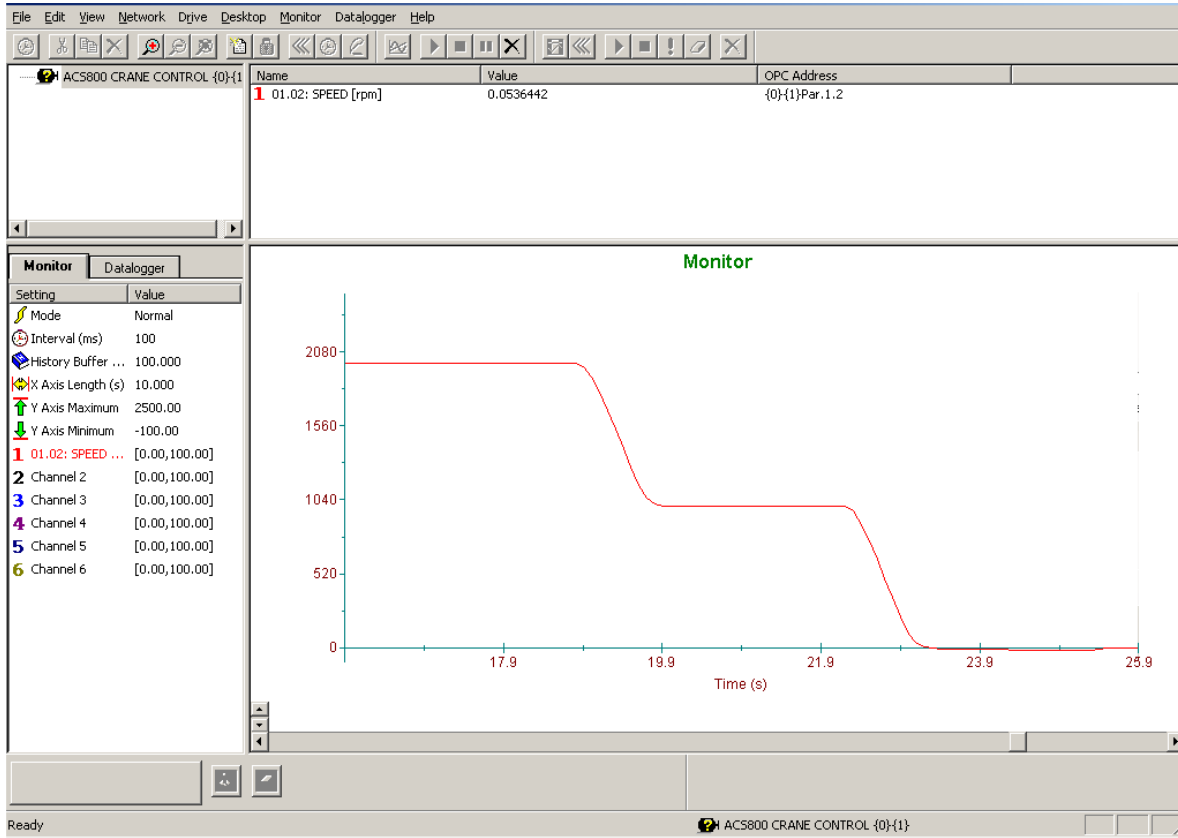 File Edit View Network Drive Desktop Monitor Datalogger Help
ACS800 CRANE CONTROL {0}{1
Name Value OPC Address
1 01.02: SPEED [rpm] 0.0536442 {0}{1}Par.1.2
Monitor Datalogger
Setting Value
Mode Normal
Interval (ms) 100
History Buffer ... 100.000
X Axis Length (s) 10.000
Y Axis Maximum 2500.00
Y Axis Minimum -100.00
1 01.02: SPEED ... [0.00,100.00]
2 Channel 2 [0.00,100.00]
3 Channel 3 [0.00,100.00]
4 Channel 4 [0.00,100.00]
5 Channel 5 [0.00,100.00]
6 Channel 6 [0.00,100.00]
Monitor
2080
1560
1040
520
0
17.9 19.9 21.9 23.9 25.9
Time (s)
Ready
ACS800 CRANE CONTROL {0}{1}